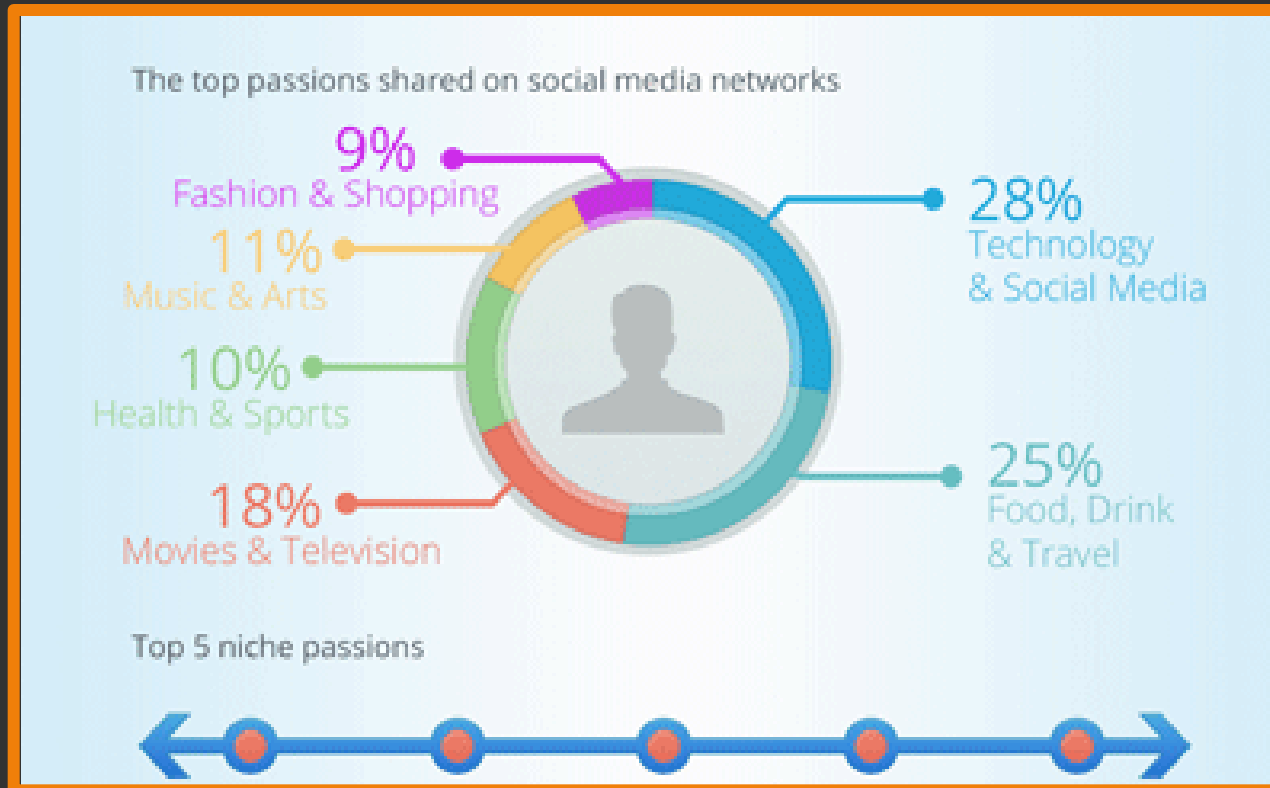 The top passions shared on social media networks
9%
Fashion & Shopping
11%
Music & Arts
10%
Health & Sports
18%
Movies & Television
28%
Technology
& Social Media
25%
Food, Drink
& Travel
Top 5 niche passions